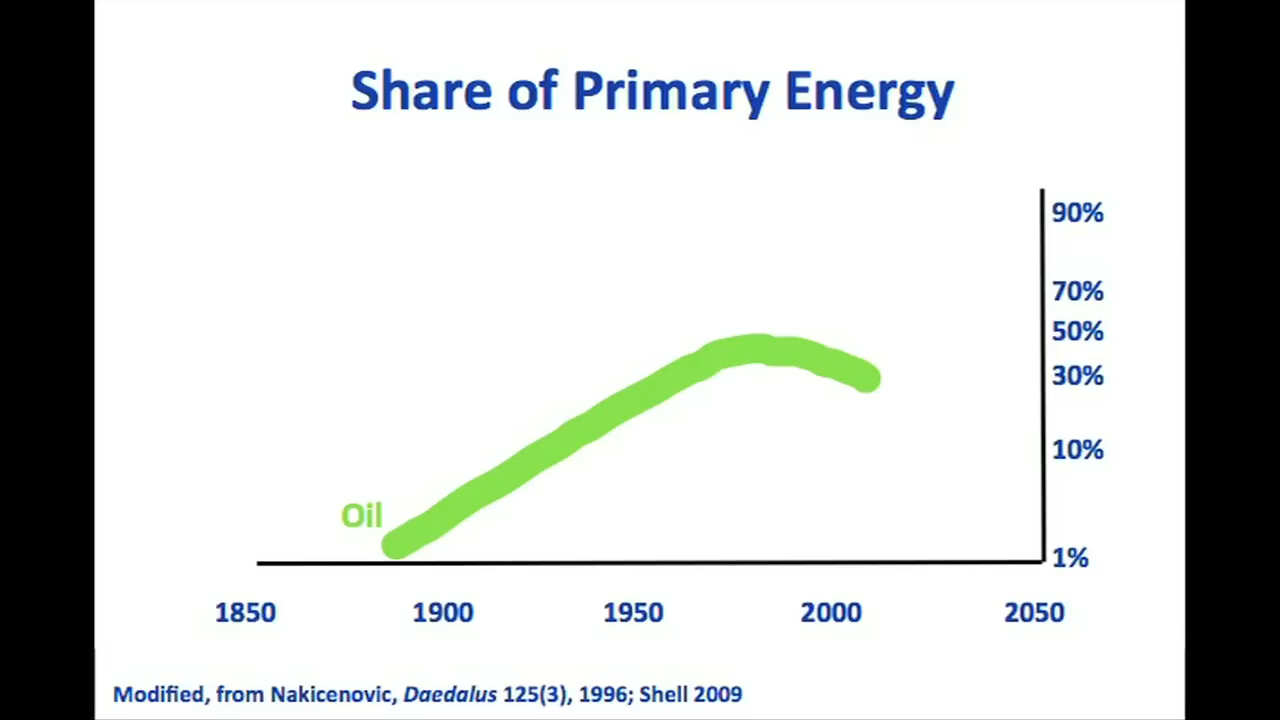 Share of Primary Energy
90%
70%
50%
30%
10%
Oil
1%
1850 1900 1950 2000 2050
Modified, from Nakicenovic, Daedalus 125(3), 1996; Shell 2009